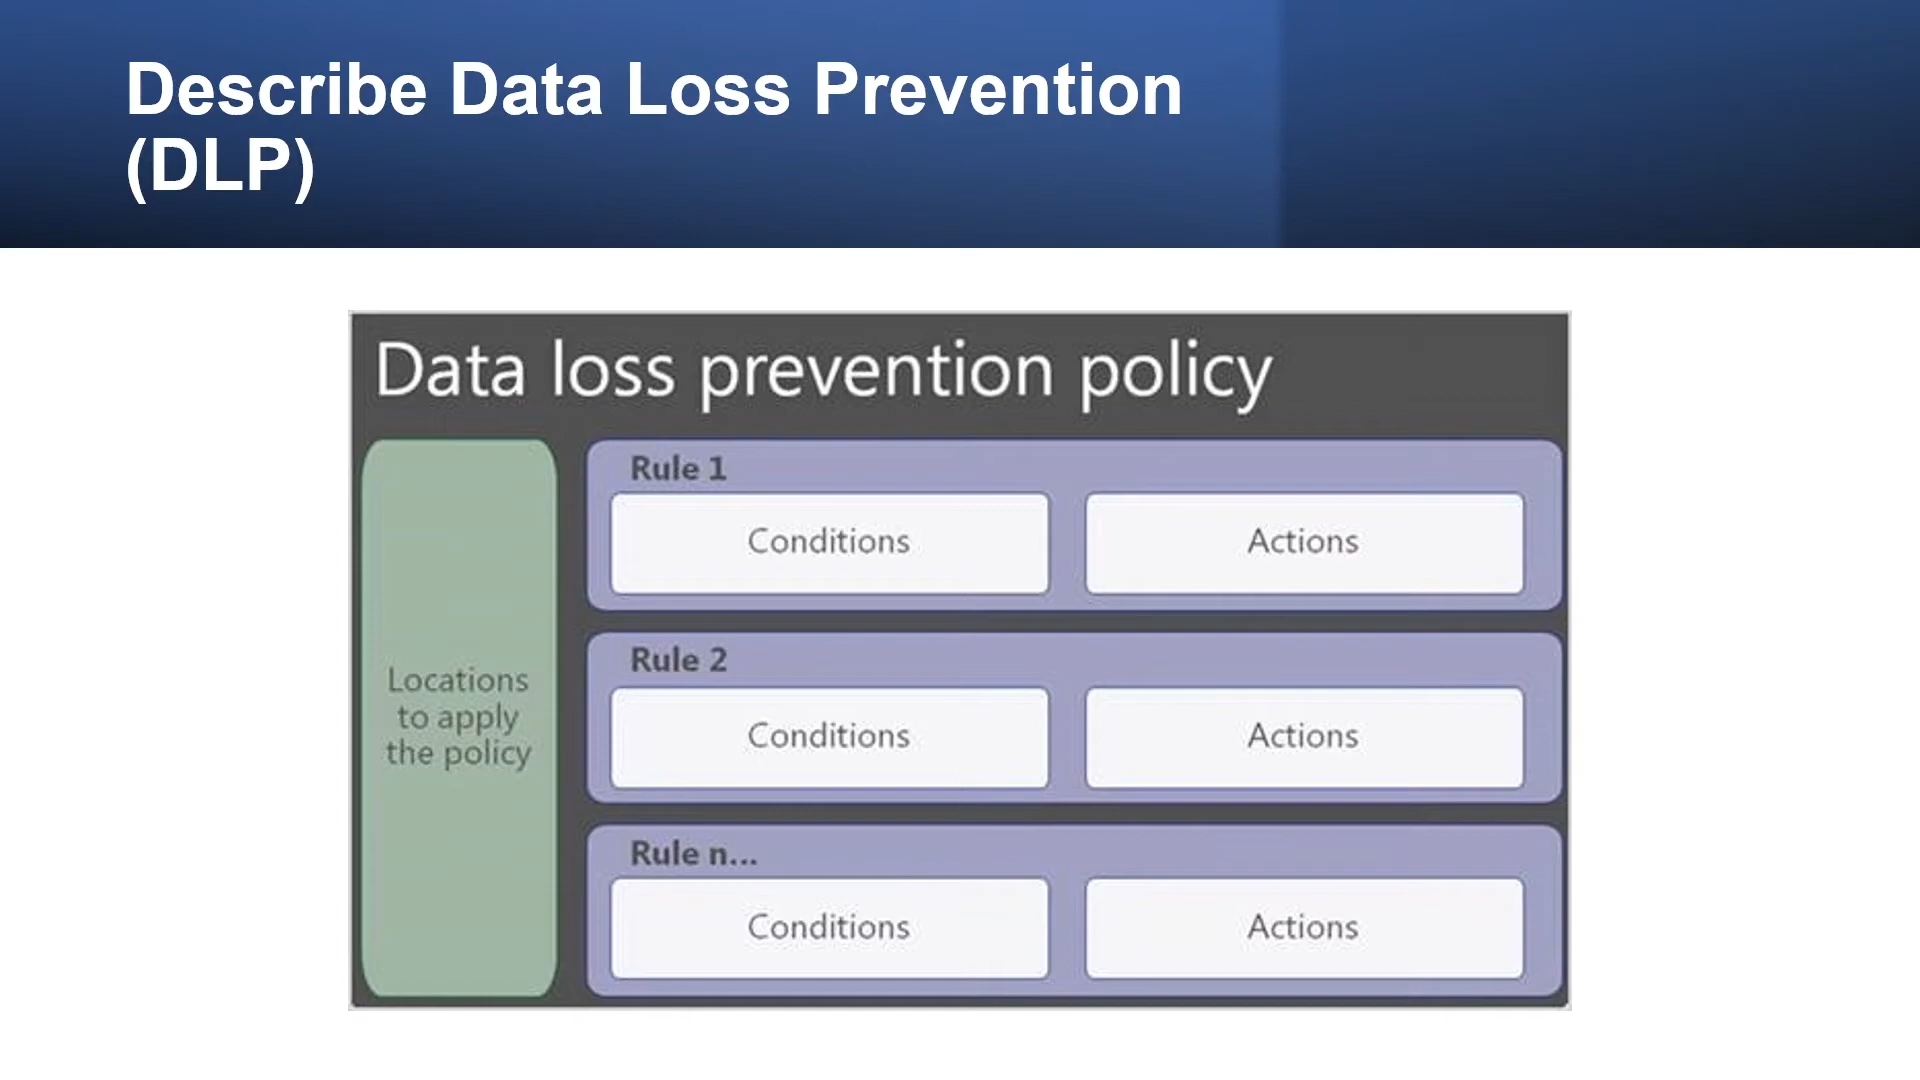 Describe Data Loss Prevention
(DLP)
Data loss prevention policy
Locations
to apply
the policy
Rule 1
Conditions
Actions
Rule 2
Conditions
Actions
Rule n...
Conditions
Actions